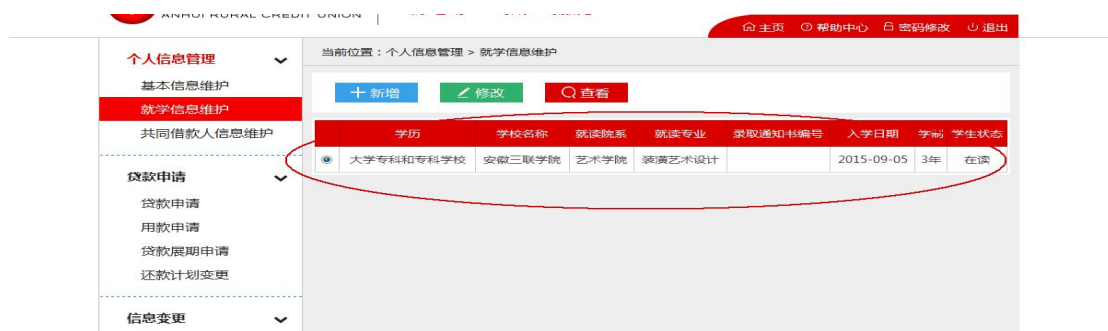 ANHUI RURAL CREDIT UNION
主页 帮助中心 密码修改 退出
个人信息管理
基本信息维护
就学信息维护
共同借款人信息维护
贷款申请
贷款申请
用款申请
贷款展期申请
还款计划变更
信息变更
当前位置：个人信息管理 > 就学信息维护
新增 修改 查看
学历 学校名称 就读院系 就读专业 录取通知书编号 入学日期 学制 学生状态
大学专科和专科学校 安徽三联学院 艺术学院 装潢艺术设计 2015-09-05 3年 在读